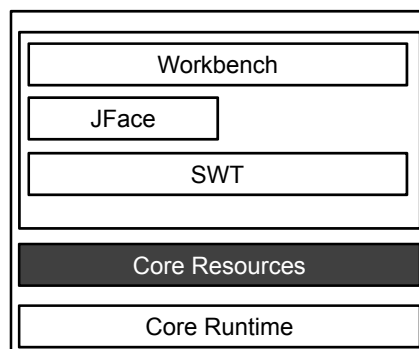 Workbench
JFace
SWT
Core Resources
Core Runtime